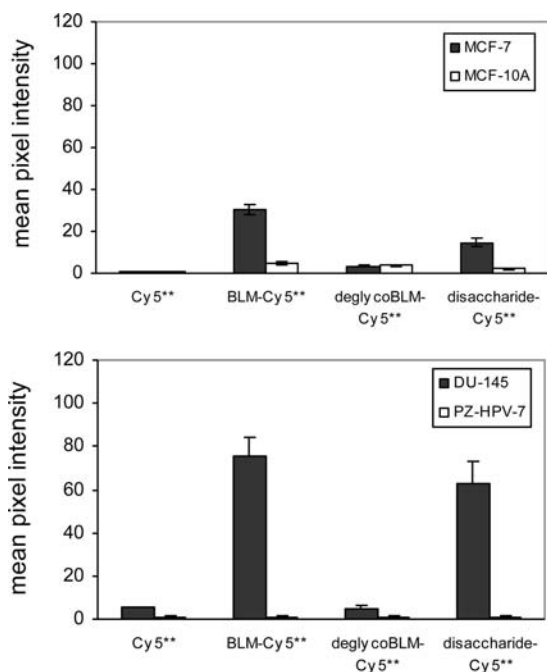 120
100
80
60
40
20
0
mean pixel intensity
MCF-7
MCF-10A
Cy5** BLM-Cy5** deglycoBLM- disaccharide-
Cy5** Cy5**
120
100
80
60
40
20
0
mean pixel intensity
DU-145
PZ-HPV-7
Cy5** BLM-Cy5** deglycoBLM- disaccharide-
Cy5** Cy5**